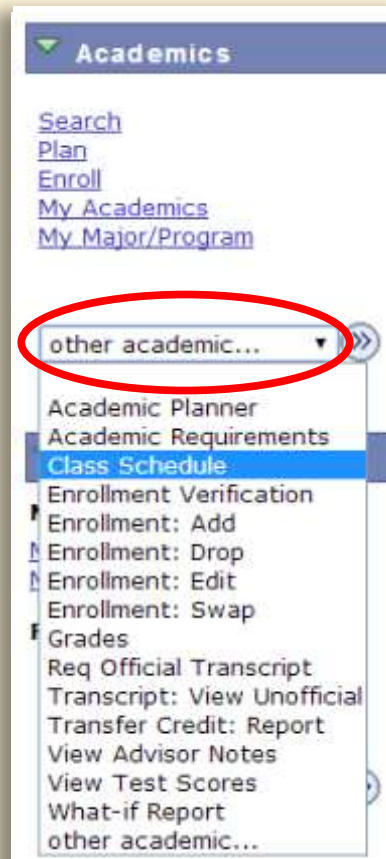 Academics
Search
Plan
Enroll
My Academics
My Major/Program
other academic...
Academic Planner
Academic Requirements
Class Schedule
Enrollment Verification
Enrollment: Add
Enrollment: Drop
Enrollment: Edit
Enrollment: Swap
Grades
Req Official Transcript
Transcript: View Unofficial
Transfer Credit: Report
View Advisor Notes
View Test Scores
What-if Report
other academic...